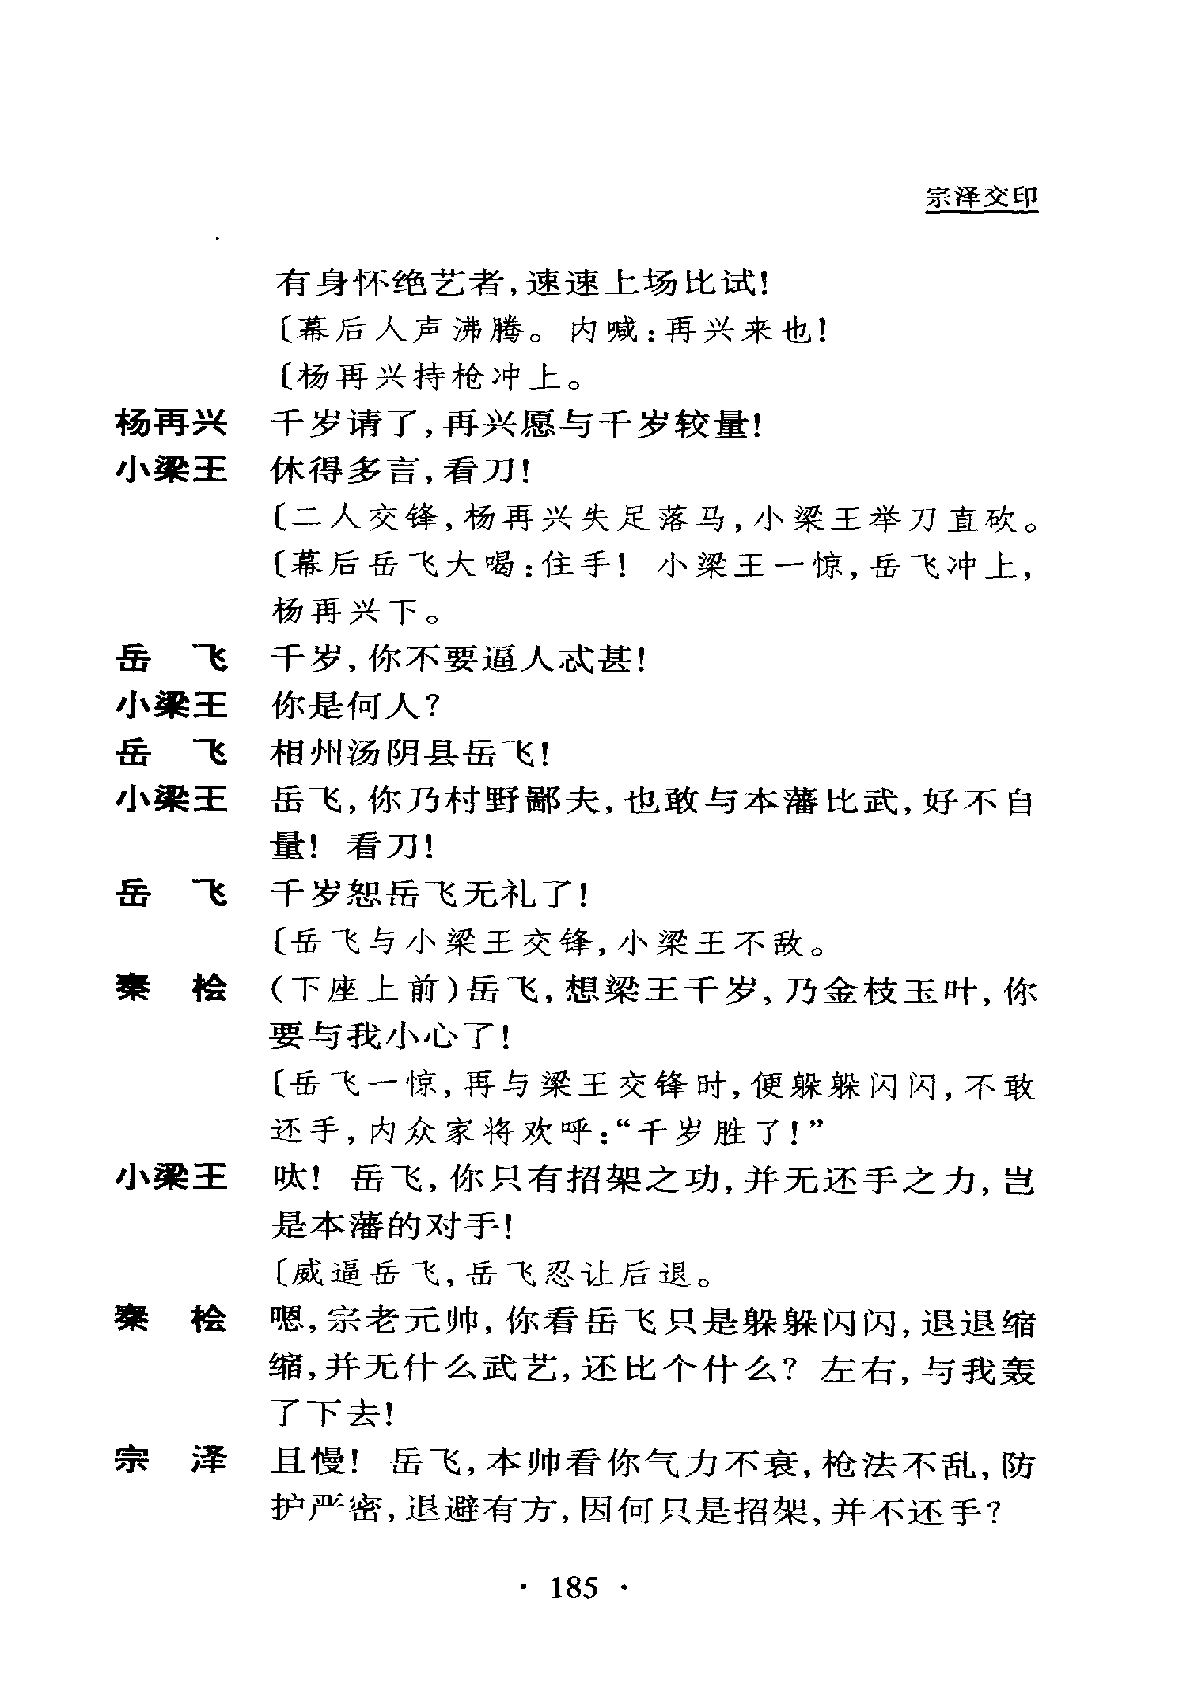 宗泽交印
有身怀绝艺者,速速上场比试!
〔幕后人声沸腾。内喊:再兴来也!
〔杨再兴持枪冲上。
杨再兴 千岁请了,再兴愿与千岁较量!
小梁王 休得多言,看刀!
〔二人交锋,杨再兴失足落马,小梁王举刀直砍。
〔幕后岳飞大喝:住手! 小梁王一惊,岳飞冲上,
杨再兴下。
岳 飞 千岁,你不要逼人忒甚!
小梁王 你是何人?
岳 飞 相州汤阴县岳飞!
小梁王 岳飞,你乃村野鄙夫,也敢与本藩比武,好不自
量! 看刀!
岳 飞 千岁恕岳飞无礼了!
〔岳飞与小梁王交锋,小梁王不敌。
秦 桧 (下座上前)岳飞,想梁王千岁,乃金枝玉叶,你
要与我小心了!
〔岳飞一惊,再与梁王交锋时,便躲躲闪闪,不敢
还手,内众家将欢呼:“千岁胜了!”
小梁王 呔! 岳飞,你只有招架之功,并无还手之力,岂
是本藩的对手!
〔威逼岳飞,岳飞忍让后退。
秦 桧 嗯,宗老元帅,你看岳飞只是躲躲闪闪,退退缩
缩,并无什么武艺,还比个什么? 左右,与我轰
了下去!
宗 泽 且慢! 岳飞,本帅看你气力不衰,枪法不乱,防
护严密,退避有方,因何只是招架,并不还手?
· 185 ·